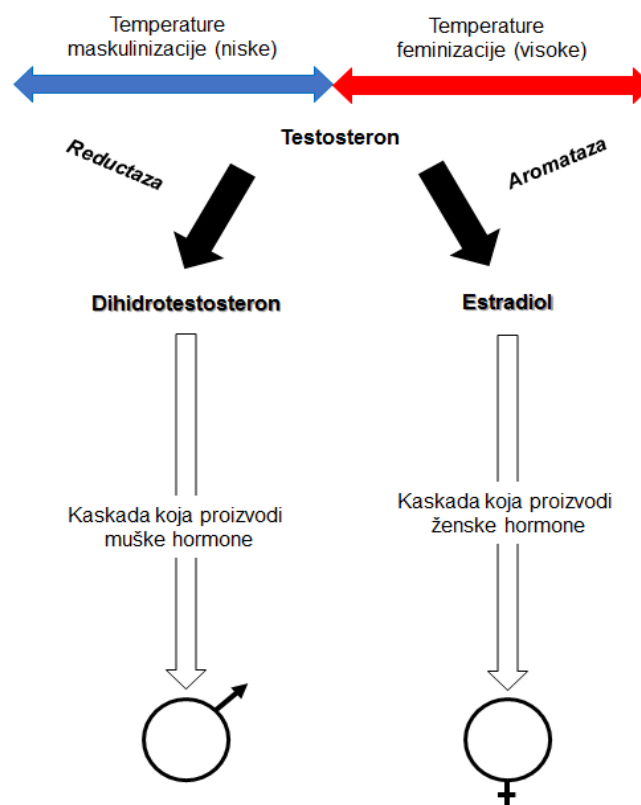 Temperature
maskulinizacije (niske)
Temperature
feminizacije (visoke)
Testosteron
Reductaza
Aromataza
Dihidrotestosteron
Estradiol
Kaskada koja proizvodi
muške hormone
Kaskada koja proizvodi
ženske hormone